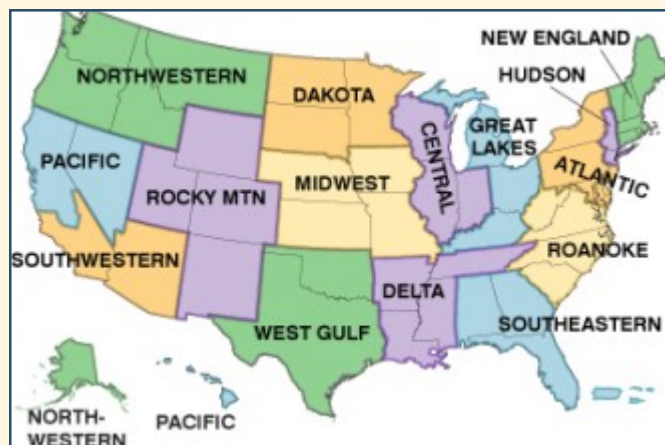 NEW ENGLAND
HUDSON
NORTHWESTERN
DAKOTA
CENTRAL
GREAT
LAKES
PACIFIC
ATLANTIC
MIDWEST
ROCKY MTN
ROANOKE
SOUTHWESTERN
DELTA
WEST GULF
SOUTHEASTERN
NORTH-
WESTERN
PACIFIC